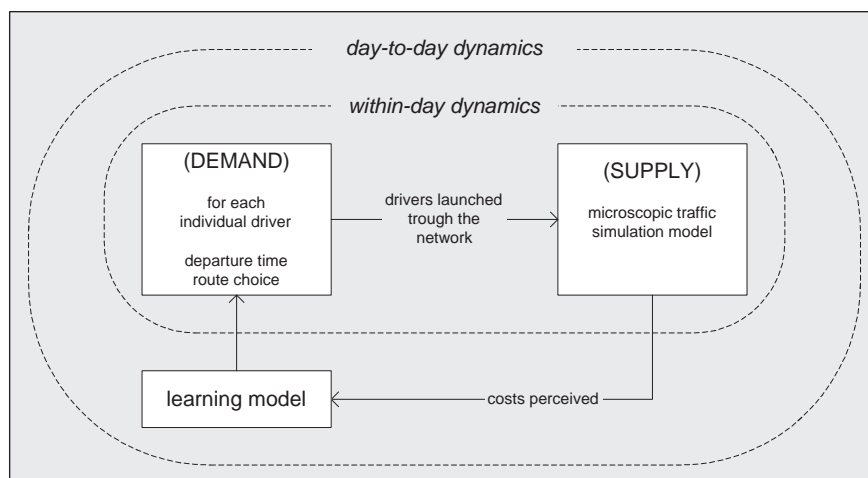 day-to-day dynamics
within-day dynamics
(DEMAND)
for each
individual driver
departure time
route choice
drivers launched
trough the
network
(SUPPLY)
microscopic traffic
simulation model
learning model
costs perceived